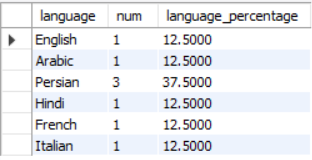 language num language_percentage
English 1 12.5000
Arabic 1 12.5000
Persian 3 37.5000
Hindi 1 12.5000
French 1 12.5000
Italian 1 12.5000